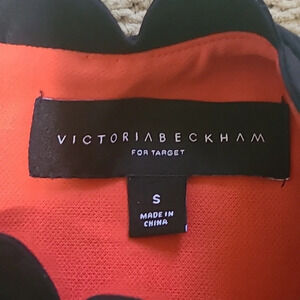 VICTORIABECKHAM
FOR TARGET
S
MADE IN
CHINA